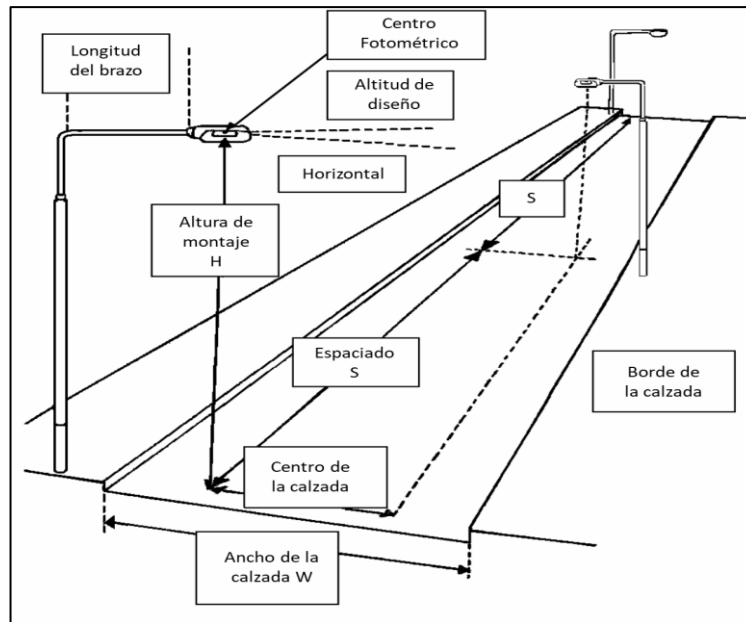 Centro
Fotométrico
Longitud
del brazo
Altitud de
diseño
Horizontal
S
Altura de
montaje
H
Espaciado
S
Borde de
la calzada
Centro de
la calzada
Ancho de la
calzada W